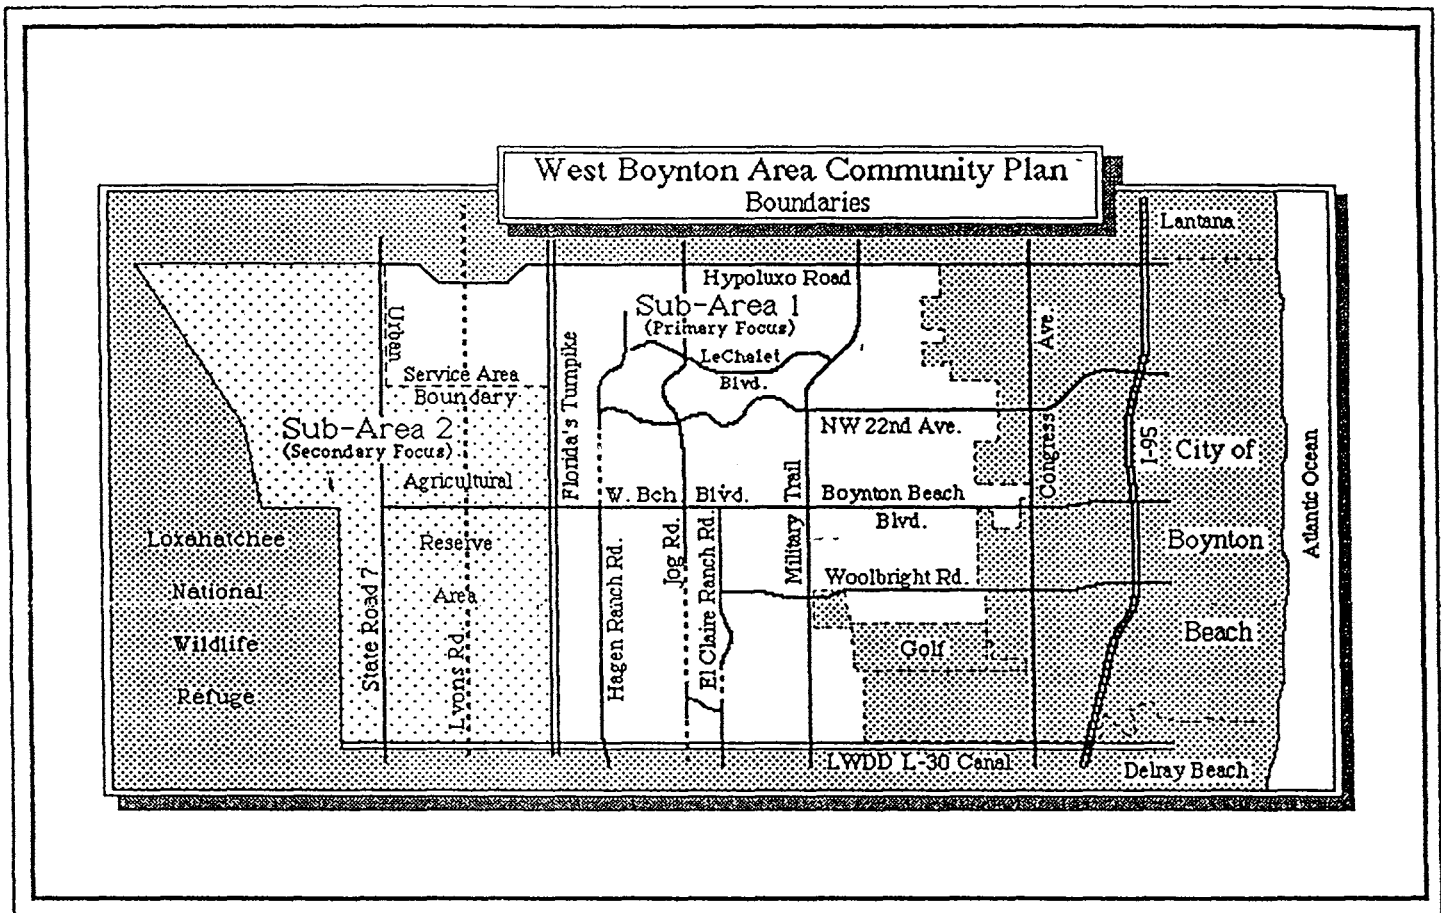 West Boynton Area Community Plan
Boundaries
Lantana
Hypoluxo Road
Sub-Area 1
(Primary Focus)
Urban
Ave.
LeChalet
Blvd.
Service Area
Boundary
Florida's Turnpike
NW 22nd Ave.
Sub-Area 2
(Secondary Focus)
Congress
I-95
City of
Agricultural
W. Bch. Blvd.
Military Trail
Boynton Beach
Blvd.
Atlantic Ocean
Loxahatchee
Reserve
Boynton
National
Area
Woolbright Rd.
State Road 7
Lyons Rd.
Hagen Ranch Rd.
Jog Rd.
El Claire Ranch Rd.
Wildlife
Golf
Beach
Refuge
LWDD L-30 Canal
Delray Beach